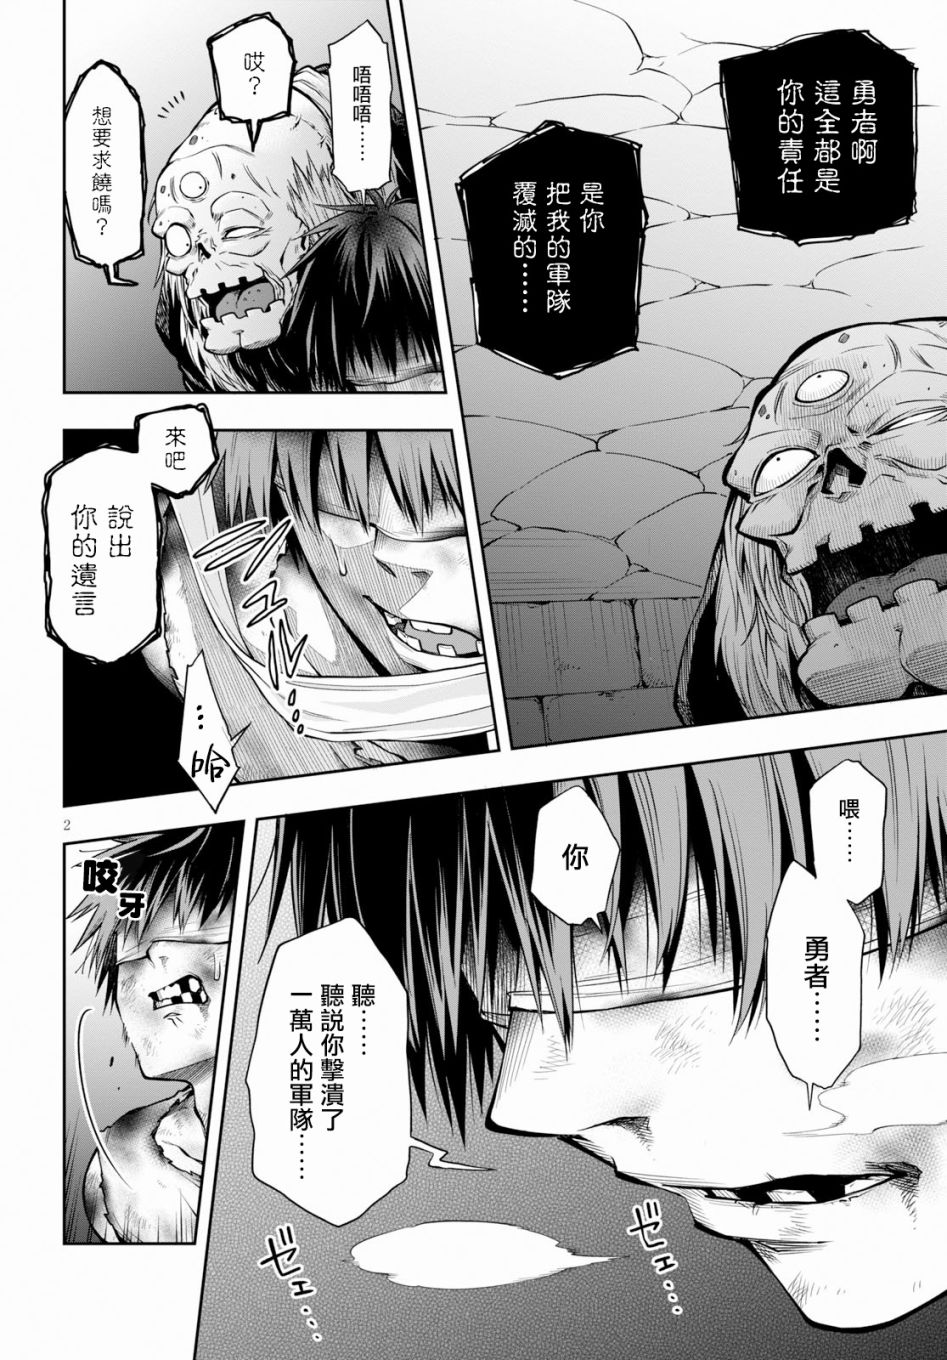 勇者啊
這全都是
你的責任
是你
把我的軍隊
覆滅的……
唔唔唔……
哎？
想要求饒嗎？
來吧
說出
你的遺言
シュル
…
哈
喂……
勇者……
你
聽……
聽說你擊潰了
一萬人的軍隊……
ゼェ…
ゼェ…
咬牙
2